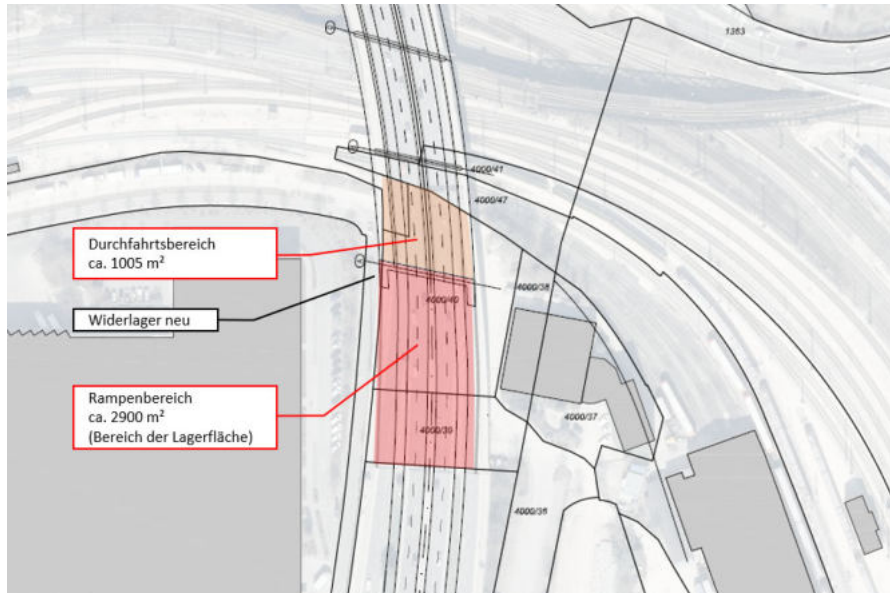 1363
4000/41
4000/47
Durchfahrtsbereich
ca. 1005 m²
4000/38
4000/40
Widerlager neu
Rampenbereich
ca. 2900 m²
(Bereich der Lagerfläche)
4000/37
4000/39
4000/36